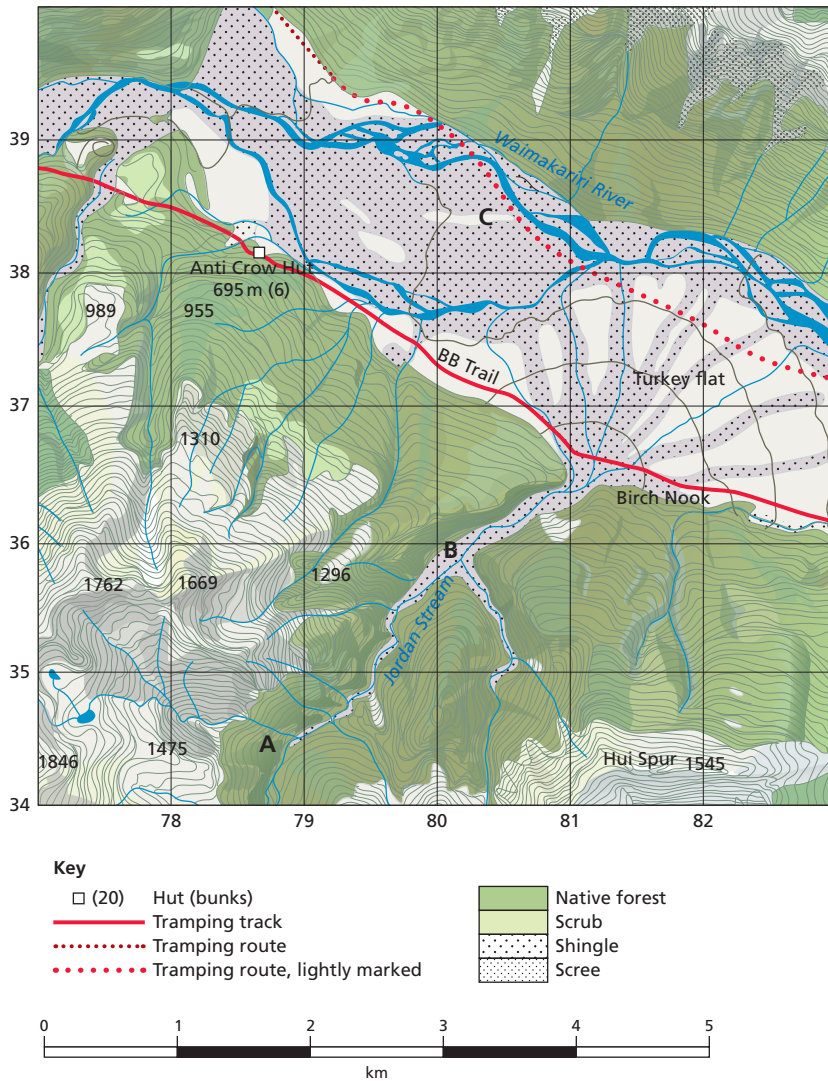 39
Waimakariri River
C
38
Anti Crow Hut
695 m (6)
989
955
BB Trail
Turkey flat
37
1310
Birch Nook
36
B
1762
1669
1296
Jordan Stream
35
A
1846
1475
Hui Spur
1545
34
78
79
80
81
82
Key
(20)
Hut (bunks)
Tramping track
Tramping route
Tramping route, lightly marked
Native forest
Scrub
Shingle
Scree
0
1
2
3
4
5
km